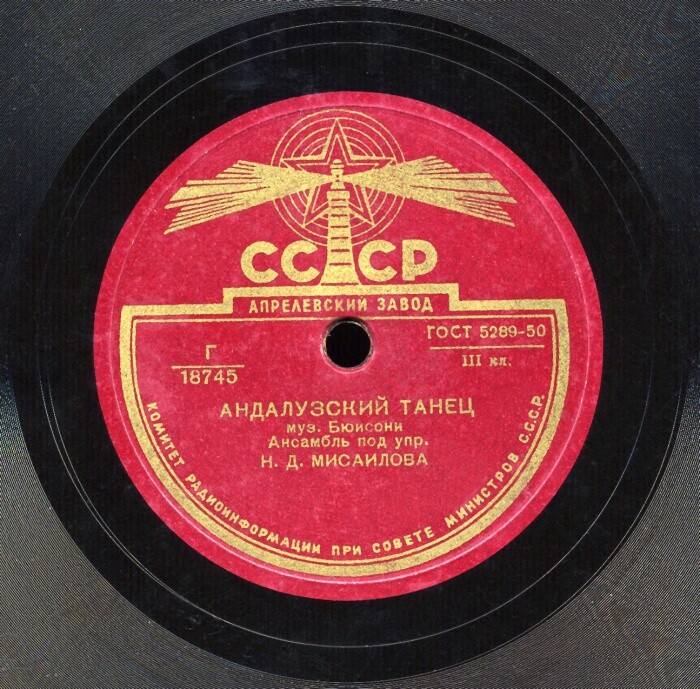 СССР
АПРЕЛЕВСКИЙ ЗАВОД
ГОСТ 5289-50
III кл.
Г
18745
АНДАЛУЗСКИЙ ТАНЕЦ
муз. Бюисони
Ансамбль под упр.
Н. Д. МИСАИЛОВА
КОМИТЕТ РАДИОИНФОРМАЦИИ ПРИ СОВЕТЕ МИНИСТРОВ С.С.С.Р.